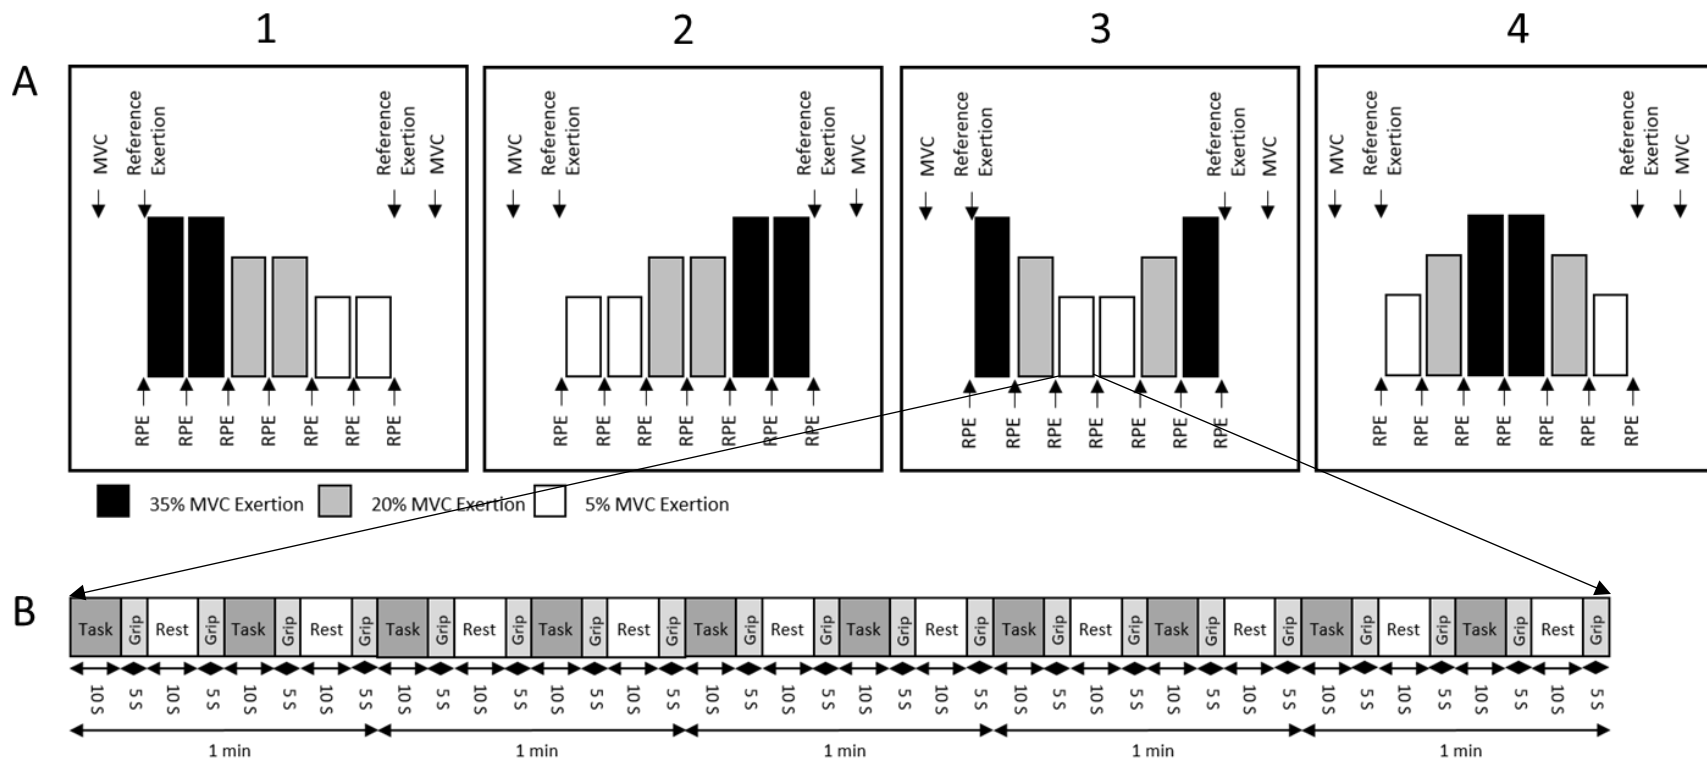 1 2 3 4
A
MVC
Reference
Exertion
Reference
Exertion
MVC
MVC
Reference
Exertion
Reference
Exertion
MVC
MVC
Reference
Exertion
Reference
Exertion
MVC
MVC
Reference
Exertion
Reference
Exertion
MVC
RPE RPE RPE RPE RPE RPE RPE
RPE RPE RPE RPE RPE RPE RPE
RPE RPE RPE RPE RPE RPE RPE
RPE RPE RPE RPE RPE RPE RPE
35% MVC Exertion 20% MVC Exertion 5% MVC Exertion
B
Task Grip Rest Grip Task Grip Rest Grip Task Grip Rest Grip Task Grip Rest Grip Task Grip Rest Grip Task Grip Rest Grip Task Grip Rest Grip Task Grip Rest Grip Task Grip Rest Grip Task Grip Rest Grip
10 S 5 S 10 S 5 S 10 S 5 S 10 S 5 S 10 S 5 S 10 S 5 S 10 S 5 S 10 S 5 S 10 S 5 S 10 S 5 S 10 S 5 S 10 S 5 S 10 S 5 S 10 S 5 S 10 S 5 S 10 S 5 S 10 S 5 S 10 S 5 S 10 S 5 S 10 S 5 S
1 min 1 min 1 min 1 min 1 min